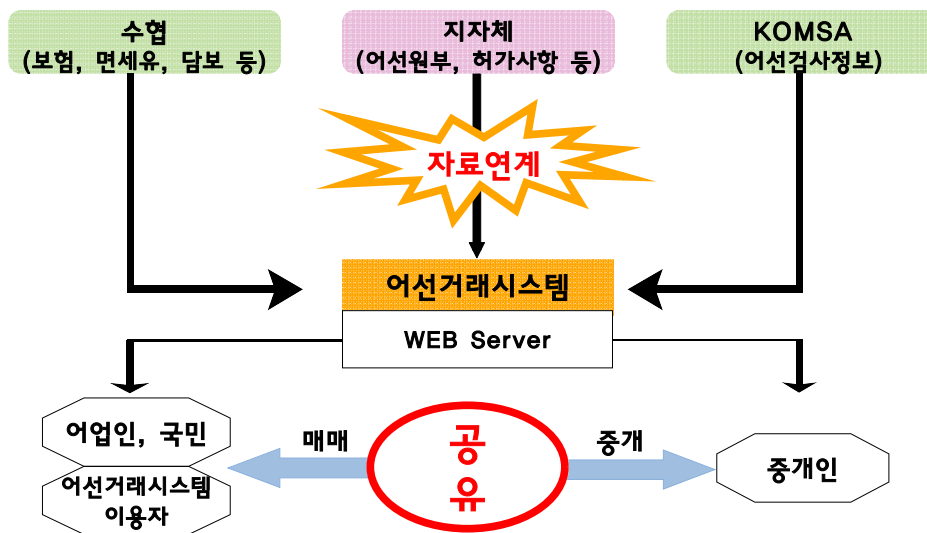 수협
(보험, 면세유, 담보 등)
지자체
(어선원부, 허가사항 등)
KOMSA
(어선검사정보)
자료연계
어선거래시스템
WEB Server
어업인, 국민
어선거래시스템
이용자
매매
공
유
중개
중개인